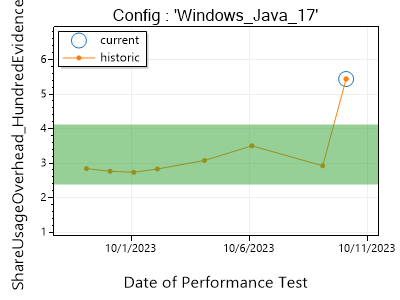 Config : 'Windows_Java_17'
current
historic
ShareUsageOverhead_HundredEvidence
6
5
4
3
2
1
10/1/2023
10/6/2023
10/11/2023
Date of Performance Test